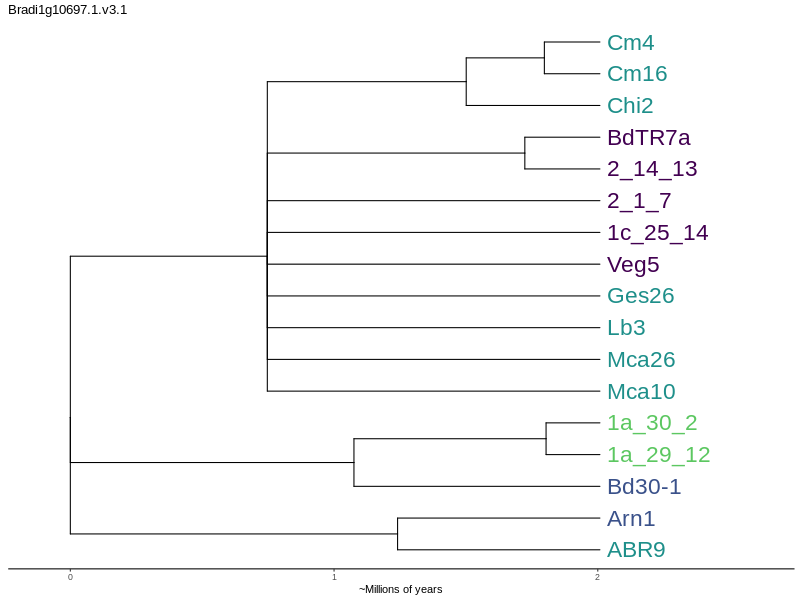 Bradi1g10697.1.v3.1
Cm4
Cm16
Chi2
BdTR7a
2_14_13
2_1_7
1c_25_14
Veg5
Ges26
Lb3
Mca26
Mca10
1a_30_2
1a_29_12
Bd30-1
Arn1
ABR9
0 1 2
~Millions of years